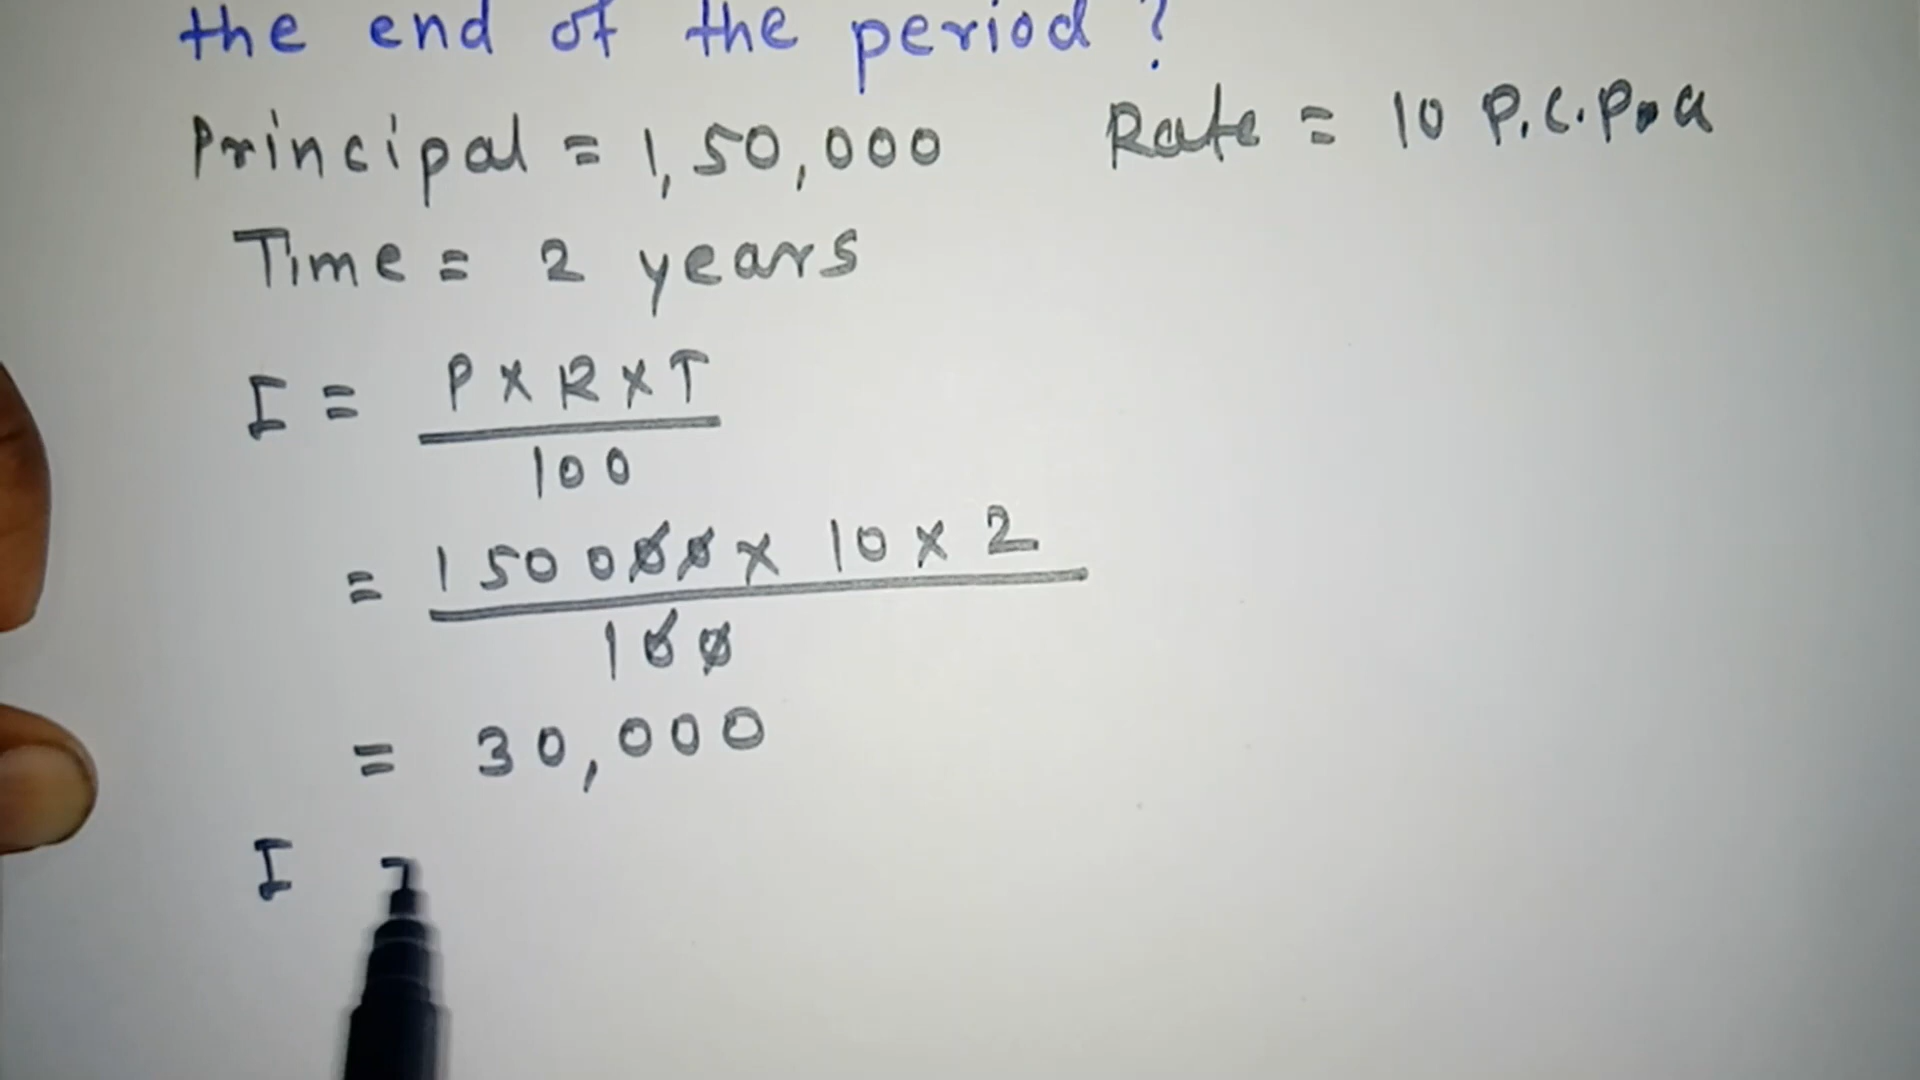 the end of the period ?
Principal = 1,50,000 Rate = 10 P.C.P.a
Time = 2 years
I = P X R X T
100
= 150000 x 10 x 2
100
= 30,000
I